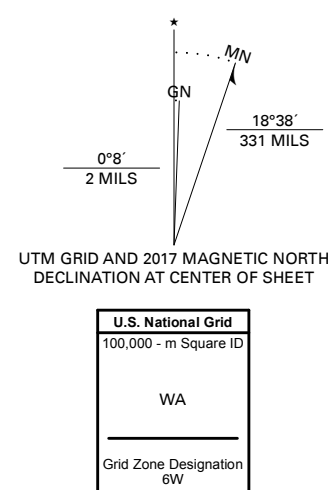 ★
MN
GN
18°38´
331 MILS
0°8´
2 MILS
UTM GRID AND 2017 MAGNETIC NORTH
DECLINATION AT CENTER OF SHEET
U.S. National Grid
100,000 - m Square ID
WA
Grid Zone Designation
6W